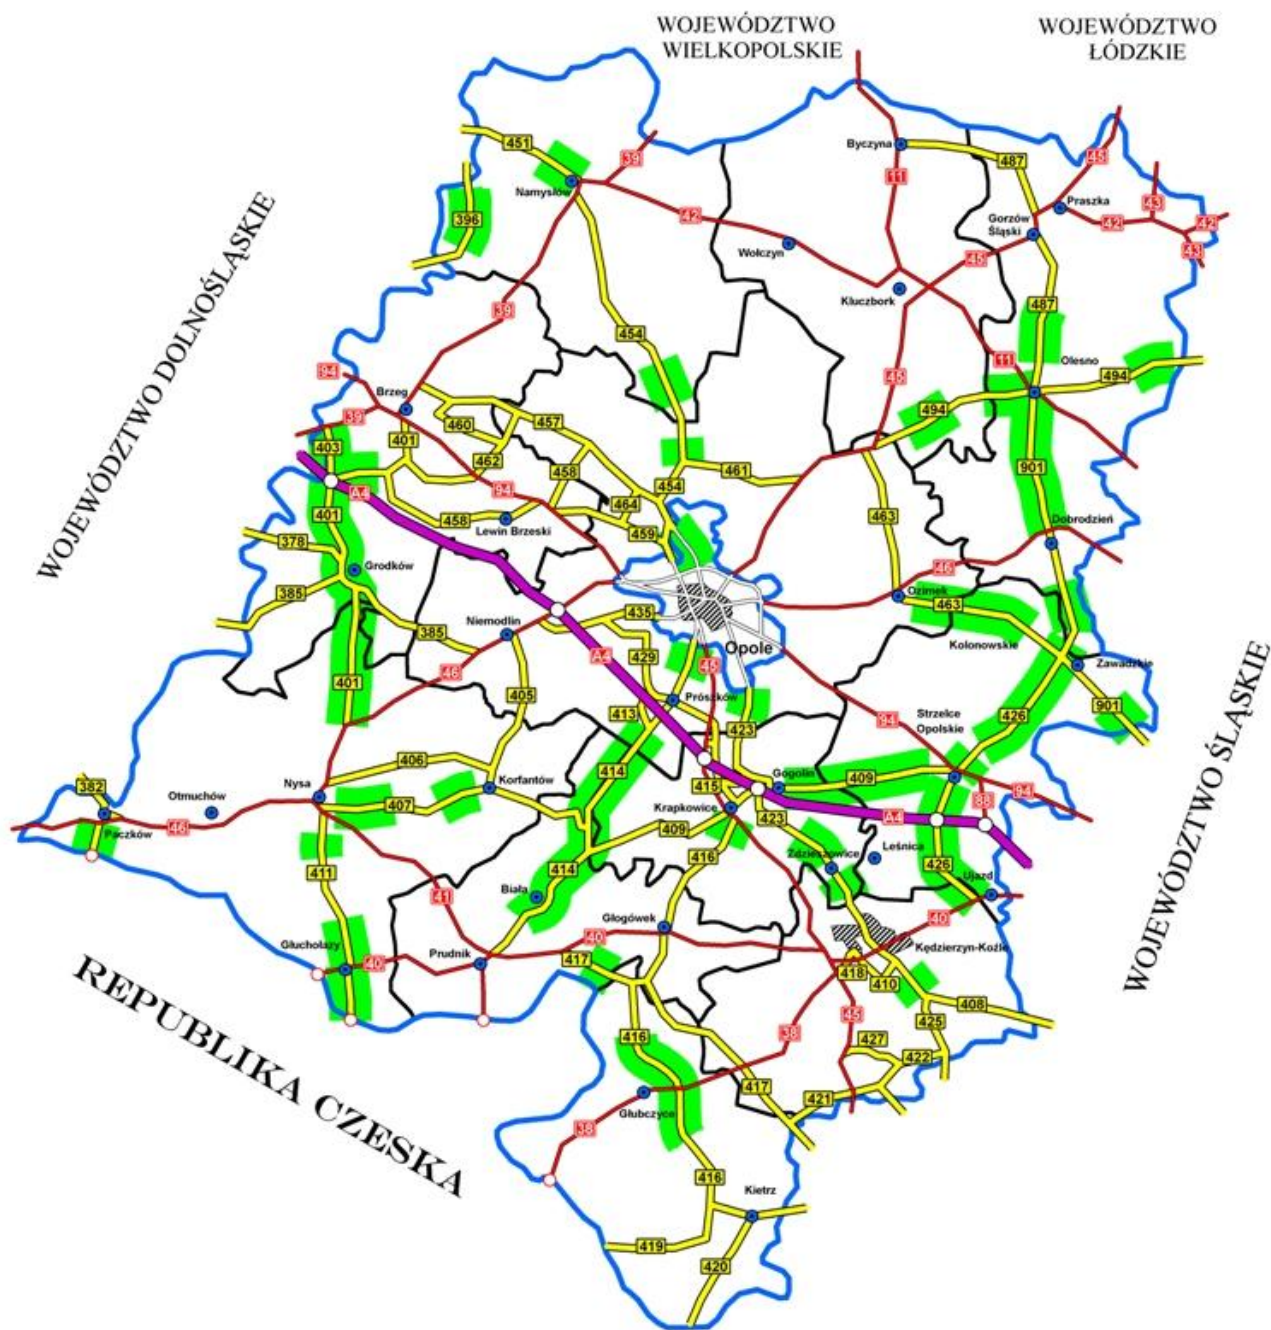 WOJEWÓDZTWO
WIELKOPOLSKIE
WOJEWÓDZTWO
ŁÓDZKIE
451
39
Byczyna
487
45
11
Namysłów
396
42
Praszka
43
Gorzów
Śląski
42
42
Wołczyn
45
43
Kluczbork
WOJEWÓDZTWO DOLNOŚLĄSKIE
39
487
454
94
Olesno
11
Brzeg
45
494
39
494
460
457
401
403
462
458
461
901
A4
94
454
464
401
458
463
Lewin Brzeski
459
Dobrodzień
378
Grodków
46
385
Ozimek
463
435
Niemodlin
385
Kolonowskie
Opole
429
A4
45
Zawadzkie
46
401
405
Prószków
901
413
Strzelce
Opolskie
426
94
423
WOJEWÓDZTWO ŚLĄSKIE
406
414
Gogolin
409
Nysa
Korfantów
382
415
94
Otmuchów
407
Krapkowice
88
46
Paczków
409
423
A4
416
Zdzieszowice
Leśnica
411
414
426
Ujazd
41
Biała
Głogówek
40
40
Kędzierzyn-Koźle
Głuchołazy
Prudnik
40
417
418
410
REPUBLIKA CZESKA
408
45
425
416
38
427
422
417
421
Głubczyce
38
416
Kietrz
419
420